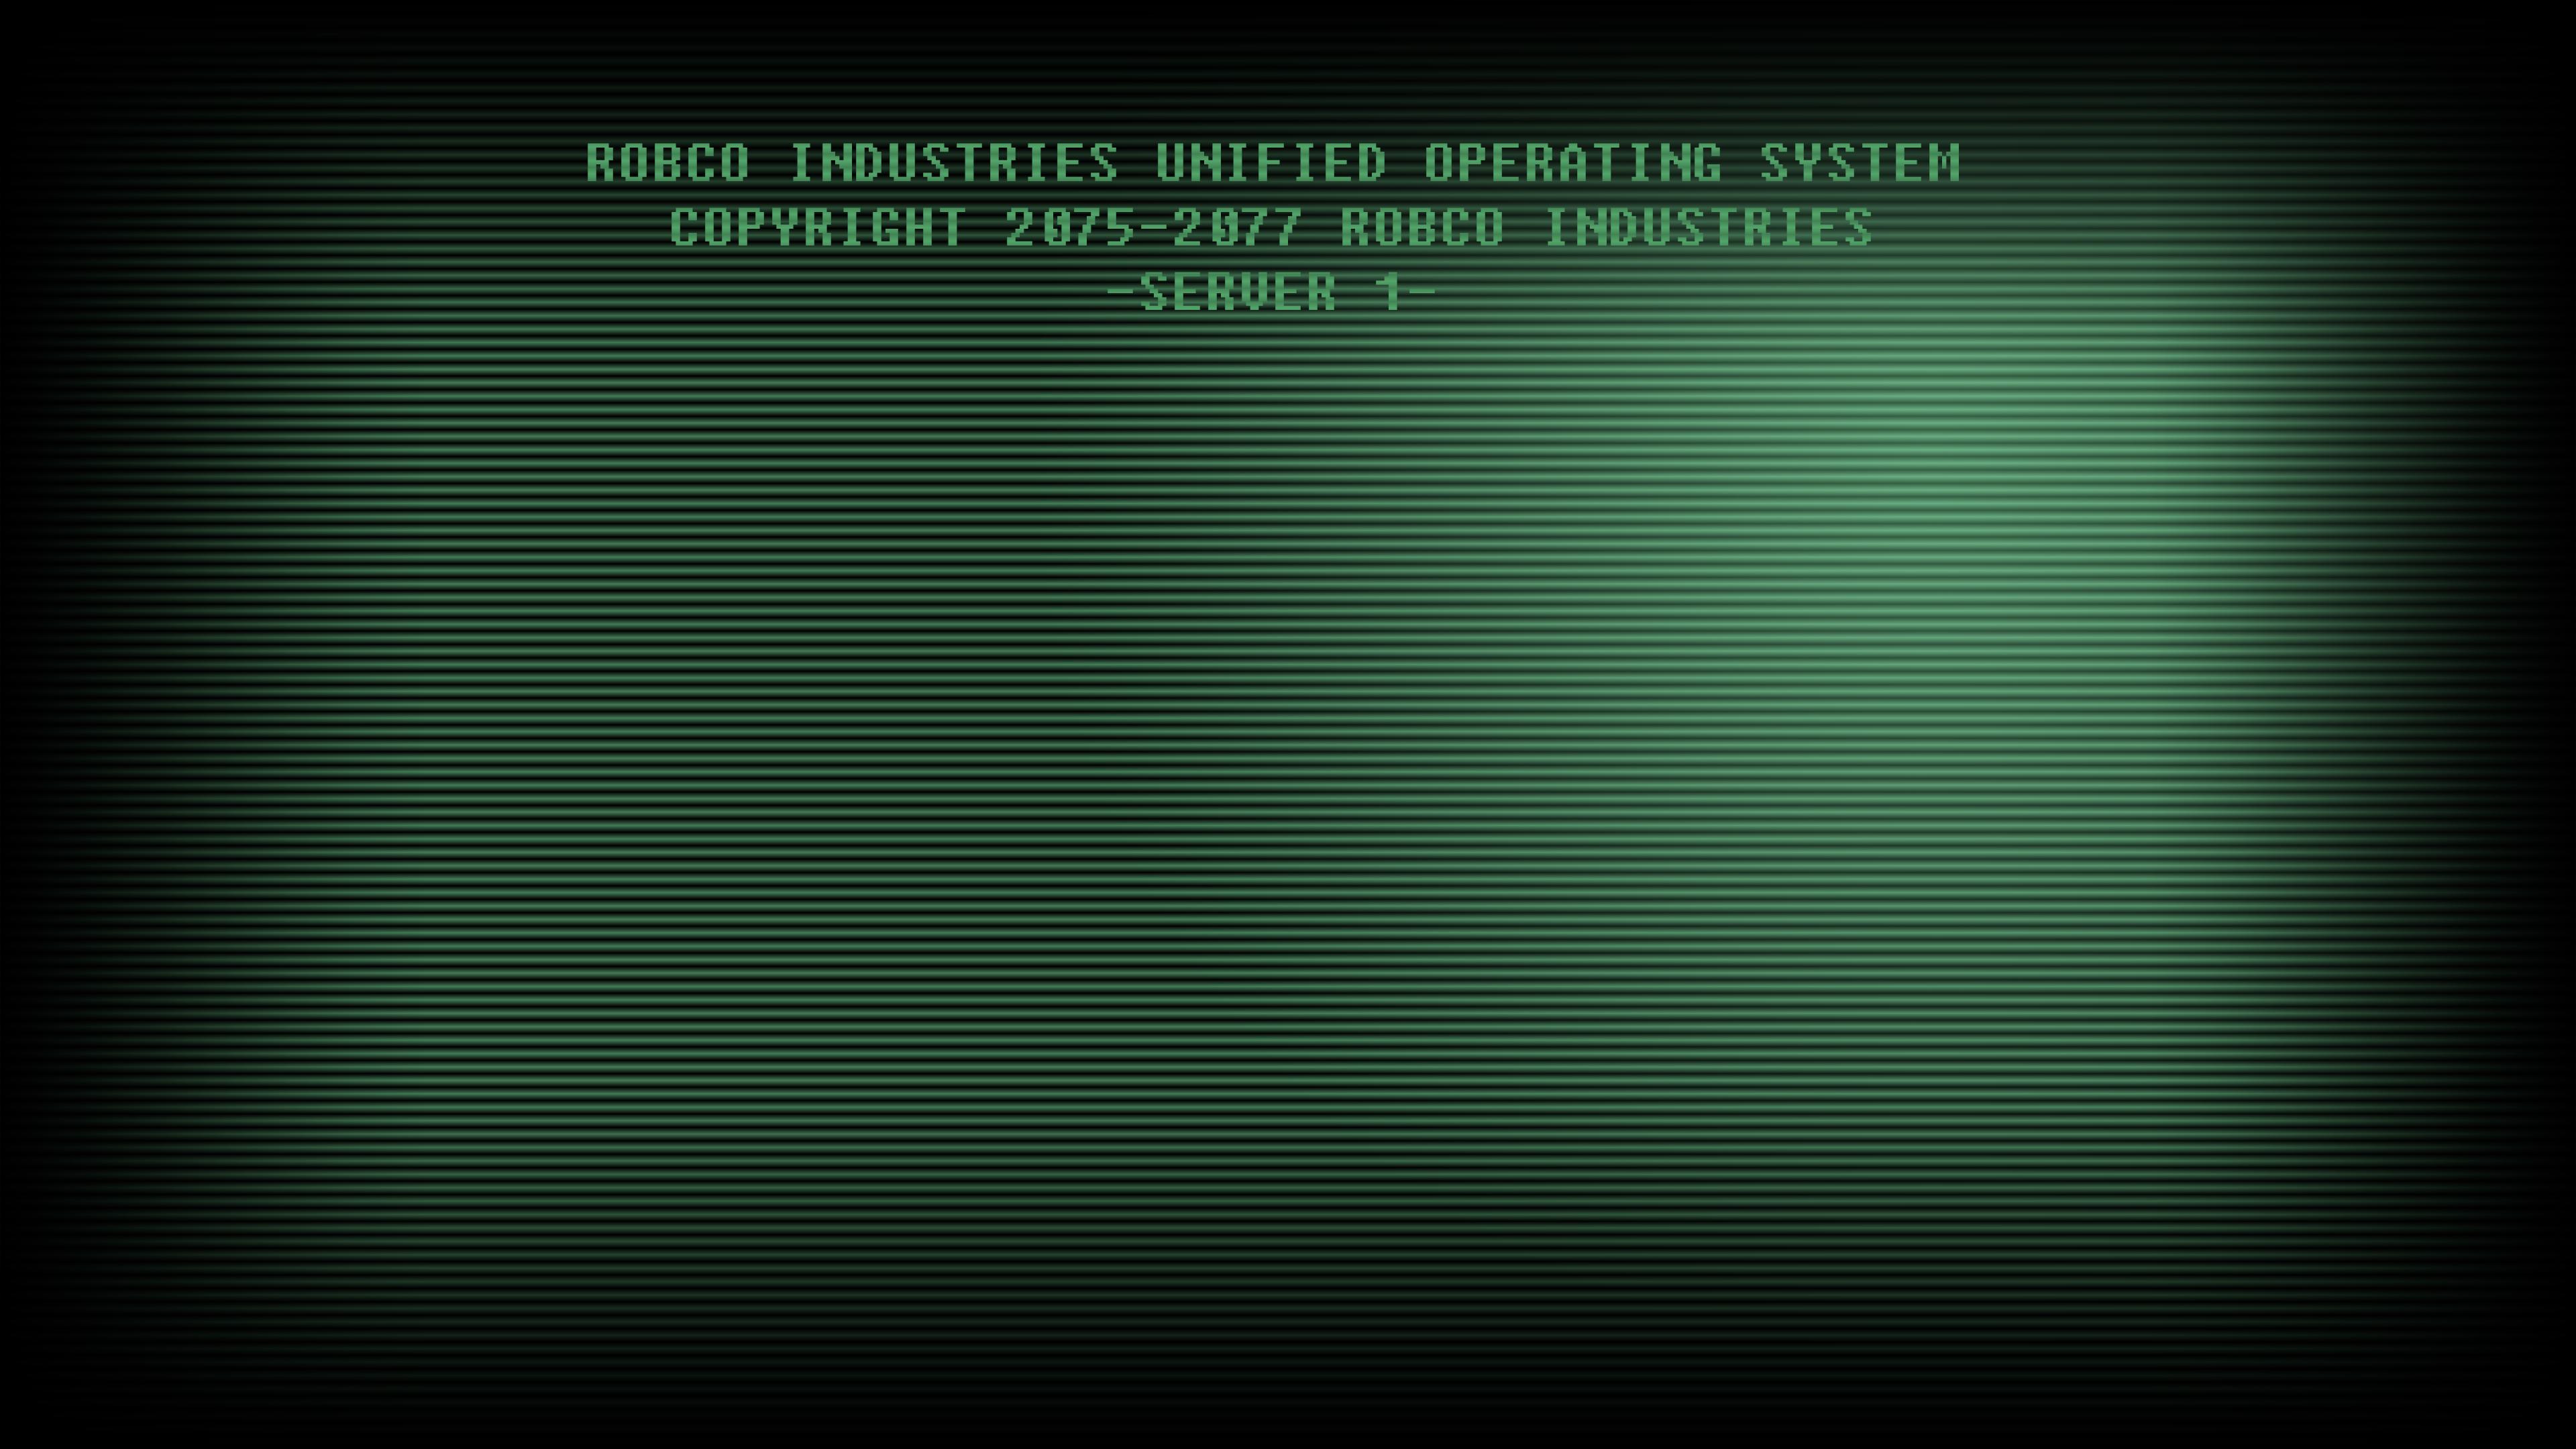 ROBCO INDUSTRIES UNIFIED OPERATING SYSTEM
COPYRIGHT 2075-2077 ROBCO INDUSTRIES
-SERVER 1-